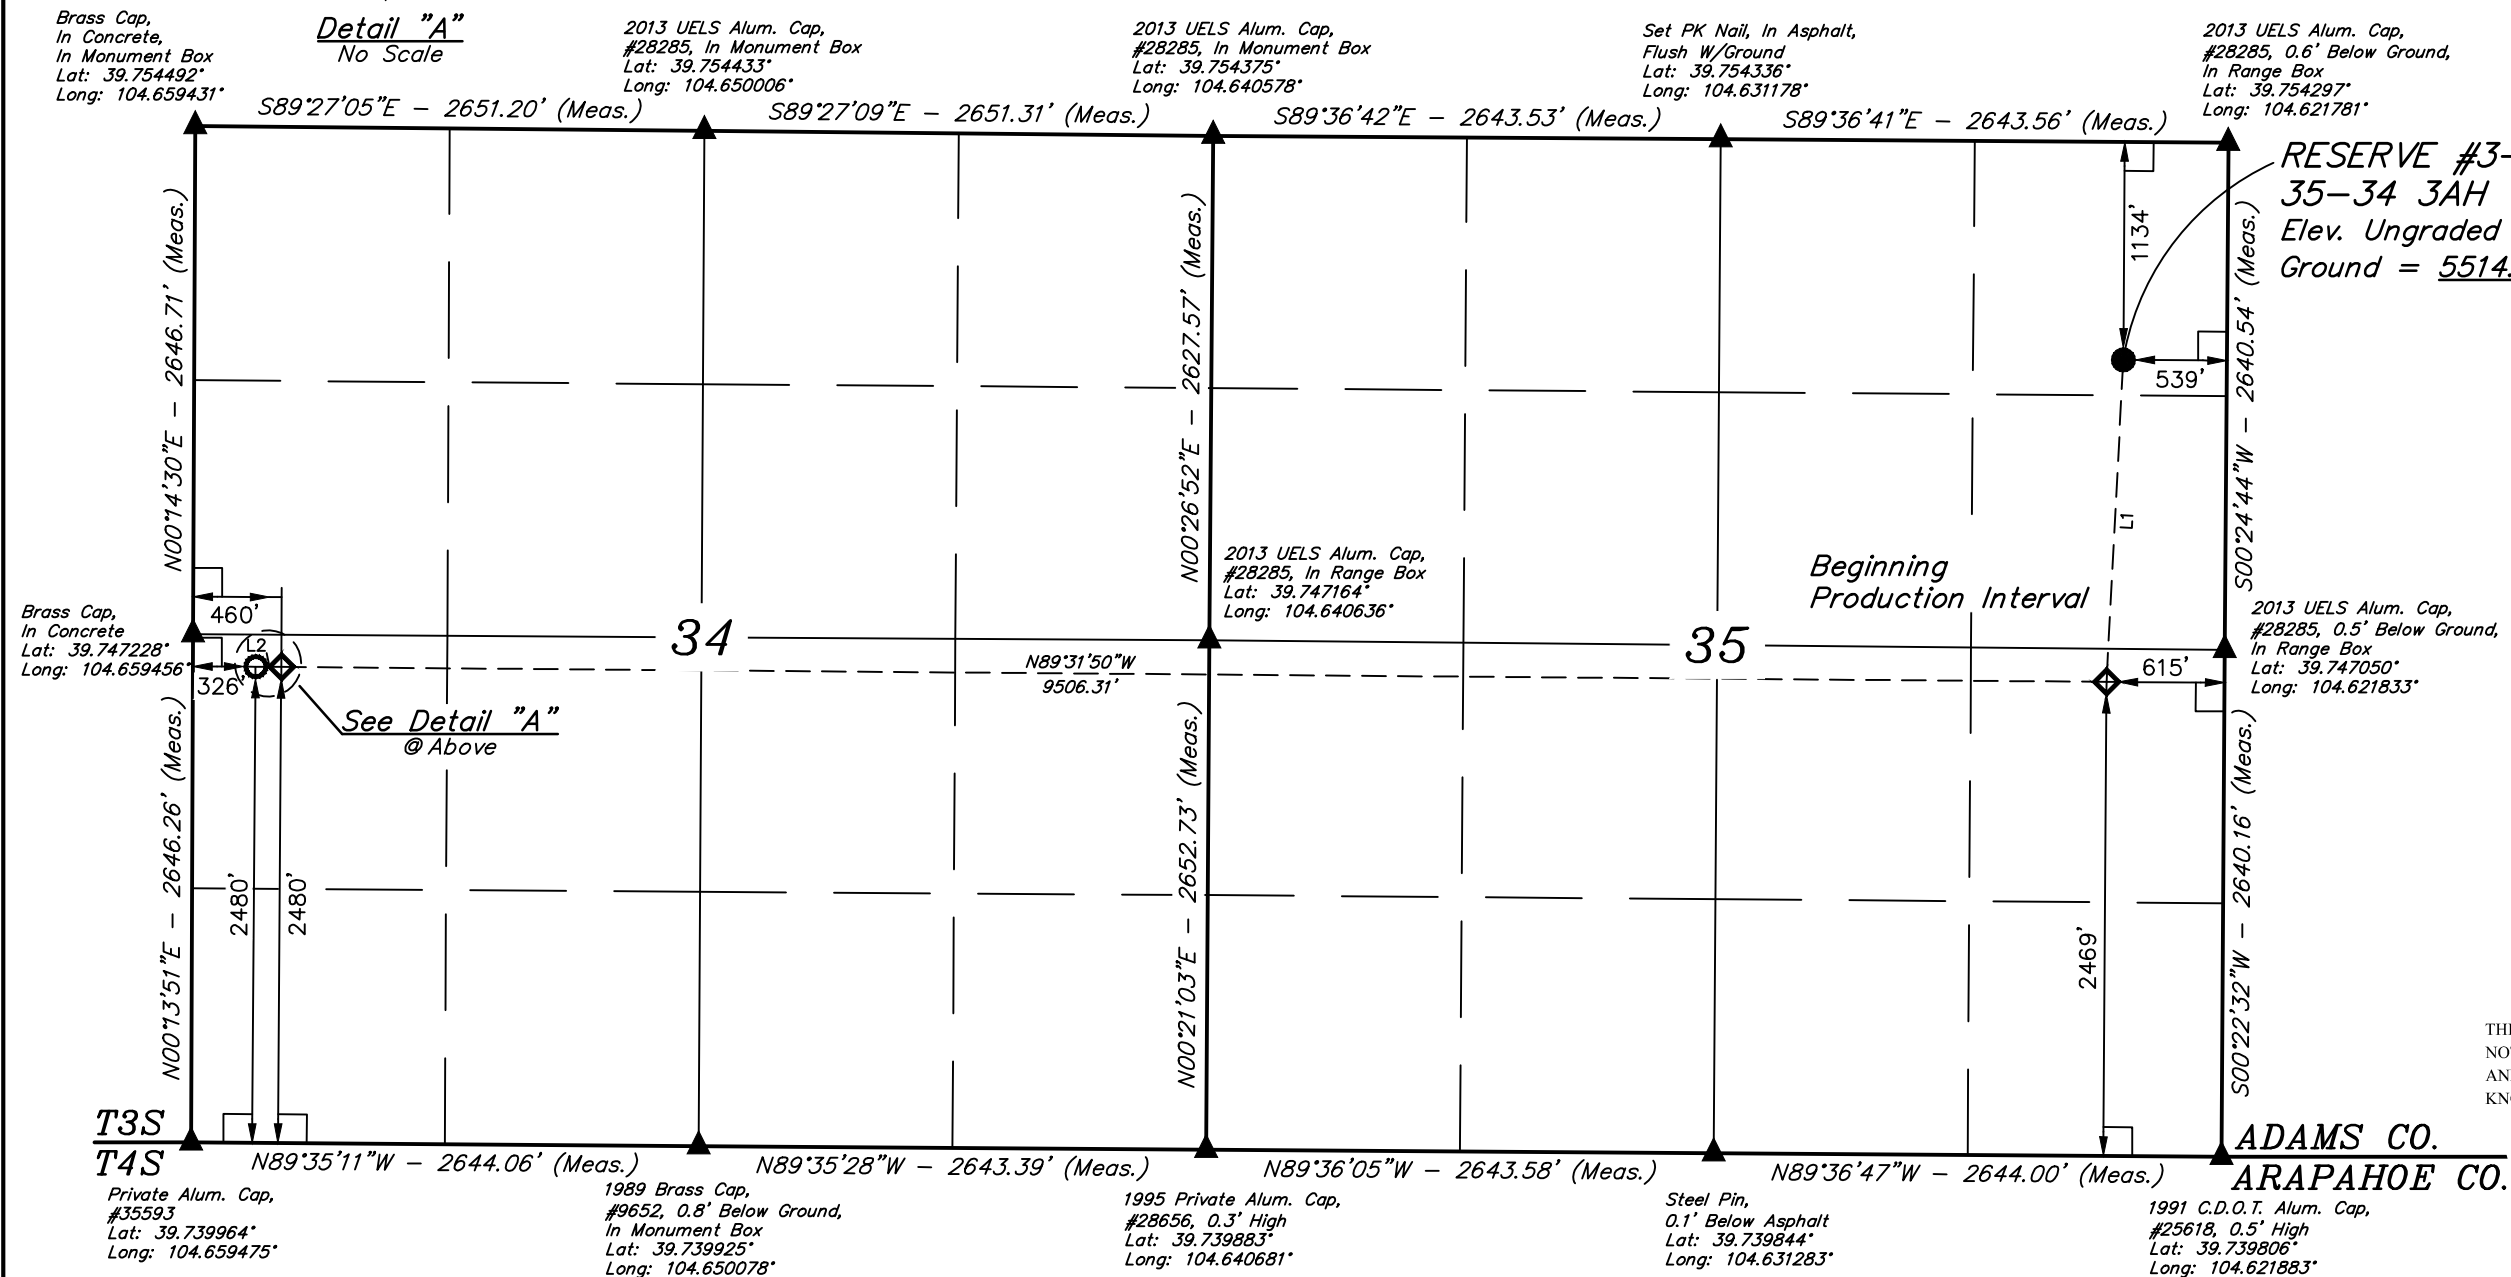 Brass Cap,
In Concrete,
In Monument Box
Lat: 39.754492°
Long: 104.659431°
Detail "A"
No Scale
2013 UELS Alum. Cap,
#28285, In Monument Box
Lat: 39.754433°
Long: 104.650006°
2013 UELS Alum. Cap,
#28285, In Monument Box
Lat: 39.754375°
Long: 104.640578°
Set PK Nail, In Asphalt,
Flush W/Ground
Lat: 39.754336°
Long: 104.631178°
2013 UELS Alum. Cap,
#28285, 0.6' Below Ground,
In Range Box
Lat: 39.754297°
Long: 104.621781°
S89°27'05"E - 2651.20' (Meas.)
S89°27'09"E - 2651.31' (Meas.)
S89°36'42"E - 2643.53' (Meas.)
S89°36'41"E - 2643.56' (Meas.)
RESERVE #3-
35-34 3AH
Elev. Ungraded
Ground = 5514.
N00°14'30"E - 2646.71' (Meas.)
N00°26'52"E - 2627.57' (Meas.)
1134'
539'
S00°24'44"W - 2640.54' (Meas.)
L1
Beginning
Production Interval
2013 UELS Alum. Cap,
#28285, In Range Box
Lat: 39.747164°
Long: 104.640636°
460'
Brass Cap,
In Concrete
Lat: 39.747228°
Long: 104.659456°
L2
326'
34
35
N89°31'50"W
9506.31'
615'
2013 UELS Alum. Cap,
#28285, 0.5' Below Ground,
In Range Box
Lat: 39.747050°
Long: 104.621833°
See Detail "A"
@ Above
N00°13'51"E - 2646.26' (Meas.)
2480'
2480'
N00°21'03"E - 2652.73' (Meas.)
2469'
S00°22'32"W - 2640.16' (Meas.)
T3S
T4S
ADAMS CO.
ARAPAHOE CO.
N89°35'11"W - 2644.06' (Meas.)
N89°35'28"W - 2643.39' (Meas.)
N89°36'05"W - 2643.58' (Meas.)
N89°36'47"W - 2644.00' (Meas.)
Private Alum. Cap,
#35593
Lat: 39.739964°
Long: 104.659475°
1989 Brass Cap,
#9652, 0.8' Below Ground,
In Monument Box
Lat: 39.739925°
Long: 104.650078°
1995 Private Alum. Cap,
#28656, 0.3' High
Lat: 39.739883°
Long: 104.640681°
Steel Pin,
0.1' Below Asphalt
Lat: 39.739844°
Long: 104.631283°
1991 C.D.O.T. Alum. Cap,
#25618, 0.5' High
Lat: 39.739806°
Long: 104.621883°